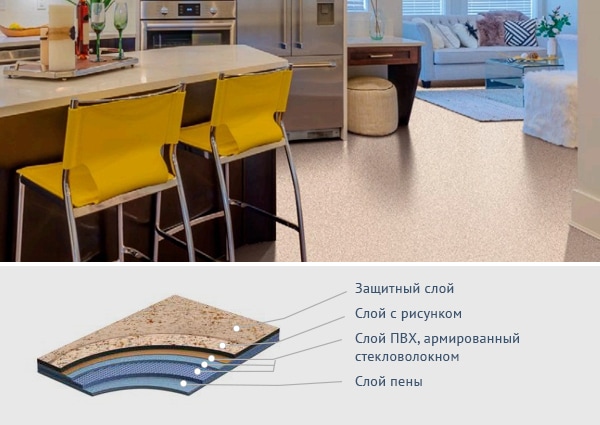 Защитный слой
Слой с рисунком
Слой ПВХ, армированный
стекловолокном
Слой пены